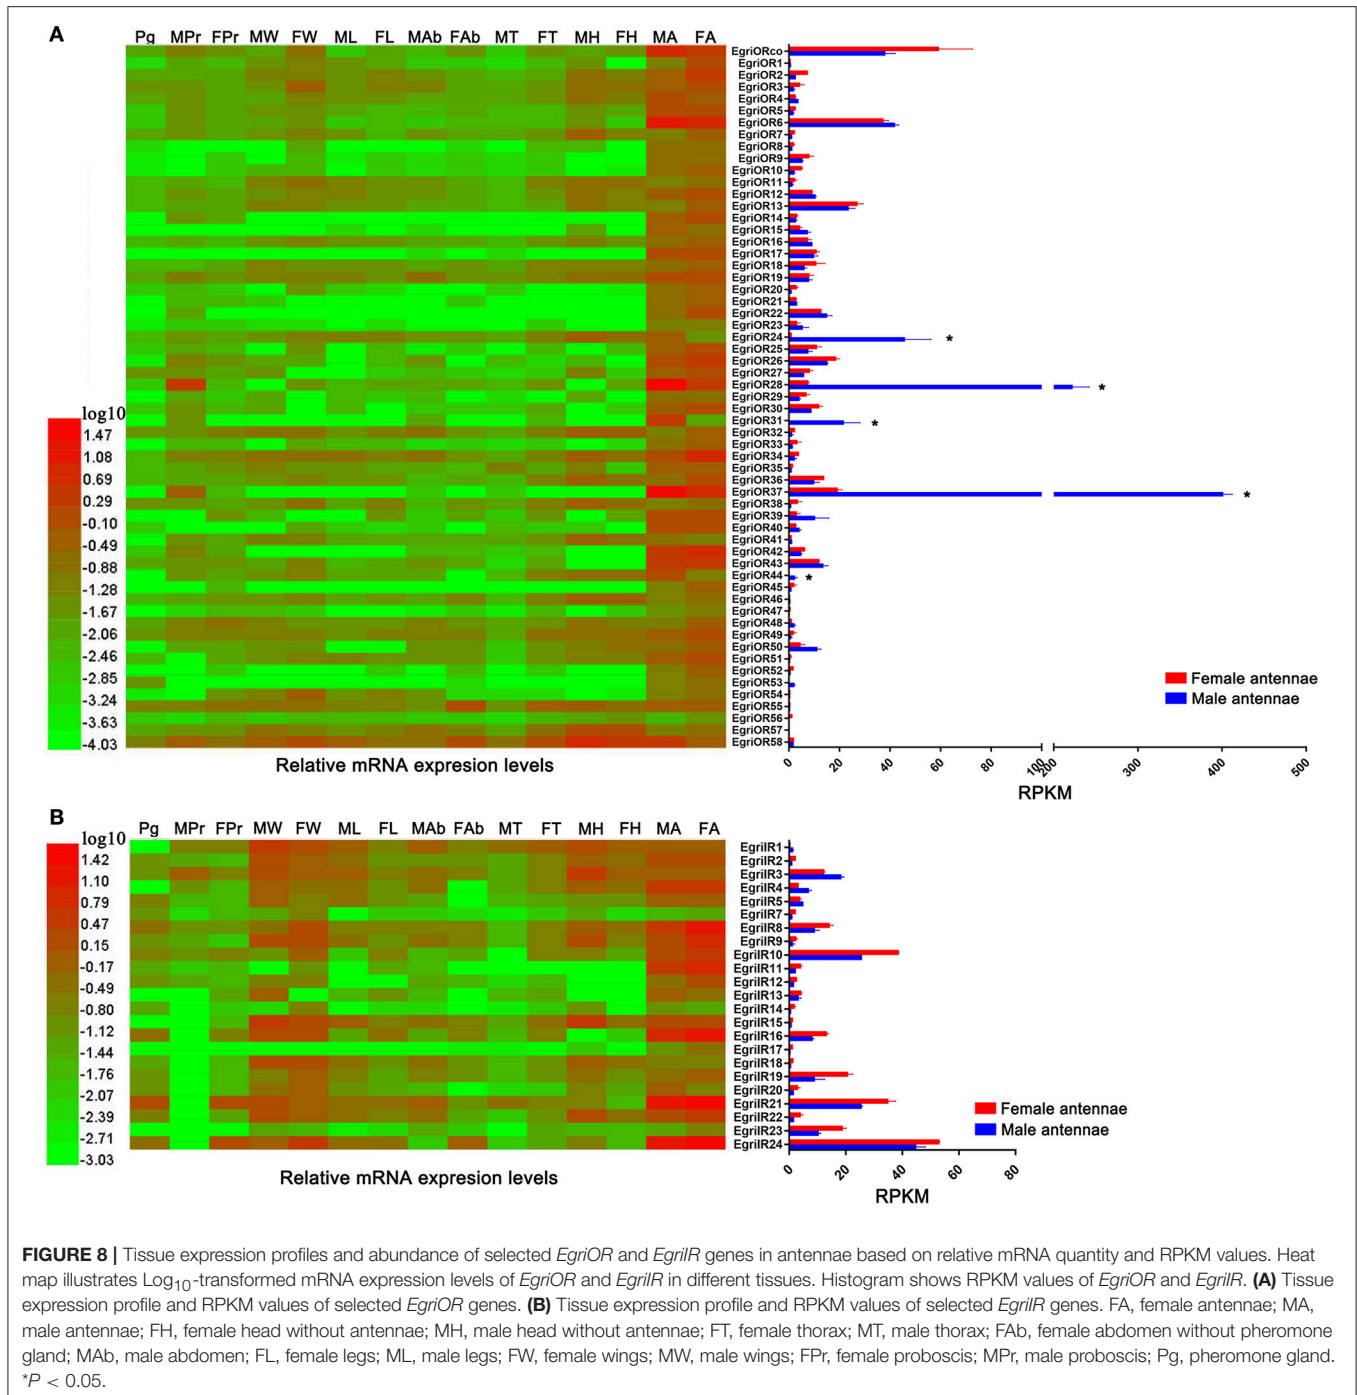 A
Pg MPr FPr MW FW ML FL MAb FAb MT FT MH FH MA FA
EgriORco
EgriOR1
EgriOR2
EgriOR3
EgriOR4
EgriOR5
EgriOR6
EgriOR7
EgriOR8
EgriOR9
EgriOR10
EgriOR11
EgriOR12
EgriOR13
EgriOR14
EgriOR15
EgriOR16
EgriOR17
EgriOR18
EgriOR19
EgriOR20
EgriOR21
EgriOR22
EgriOR23
EgriOR24 *
EgriOR25
EgriOR26
EgriOR27
EgriOR28 *
EgriOR29
EgriOR30
EgriOR31 *
EgriOR32
EgriOR33
EgriOR34
EgriOR35
EgriOR36
EgriOR37 *
EgriOR38
EgriOR39
EgriOR40
EgriOR41
EgriOR42
EgriOR43
EgriOR44 *
EgriOR45
EgriOR46
EgriOR47
EgriOR48
EgriOR49
EgriOR50
EgriOR51
EgriOR52
EgriOR53
EgriOR54
EgriOR55
EgriOR56
EgriOR57
EgriOR58
log10
1.47
1.08
0.69
0.29
-0.10
-0.49
-0.88
-1.28
-1.67
-2.06
-2.46
-2.85
-3.24
-3.63
-4.03
Relative mRNA expresion levels
Female antennae
Male antennae
0 20 40 60 80 100 200 300 400 500
RPKM
B
Pg MPr FPr MW FW ML FL MAb FAb MT FT MH FH MA FA
log10
1.42
1.10
0.79
0.47
0.15
-0.17
-0.49
-0.80
-1.12
-1.44
-1.76
-2.07
-2.39
-2.71
-3.03
EgriIR1
EgriIR2
EgriIR3
EgriIR4
EgriIR5
EgriIR7
EgriIR8
EgriIR9
EgriIR10
EgriIR11
EgriIR12
EgriIR13
EgriIR14
EgriIR15
EgriIR16
EgriIR17
EgriIR18
EgriIR19
EgriIR20
EgriIR21
EgriIR22
EgriIR23
EgriIR24
Female antennae
Male antennae
Relative mRNA expresion levels
0 20 40 60 80
RPKM
FIGURE 8 | Tissue expression profiles and abundance of selected EgriOR and EgriIR genes in antennae based on relative mRNA quantity and RPKM values. Heat
map illustrates Log10-transformed mRNA expression levels of EgriOR and EgriIR in different tissues. Histogram shows RPKM values of EgriOR and EgriIR. (A) Tissue
expression profile and RPKM values of selected EgriOR genes. (B) Tissue expression profile and RPKM values of selected EgriIR genes. FA, female antennae; MA,
male antennae; FH, female head without antennae; MH, male head without antennae; FT, female thorax; MT, male thorax; FAb, female abdomen without pheromone
gland; MAb, male abdomen; FL, female legs; ML, male legs; FW, female wings; MW, male wings; FPr, female proboscis; MPr, male proboscis; Pg, pheromone gland.
*P < 0.05.